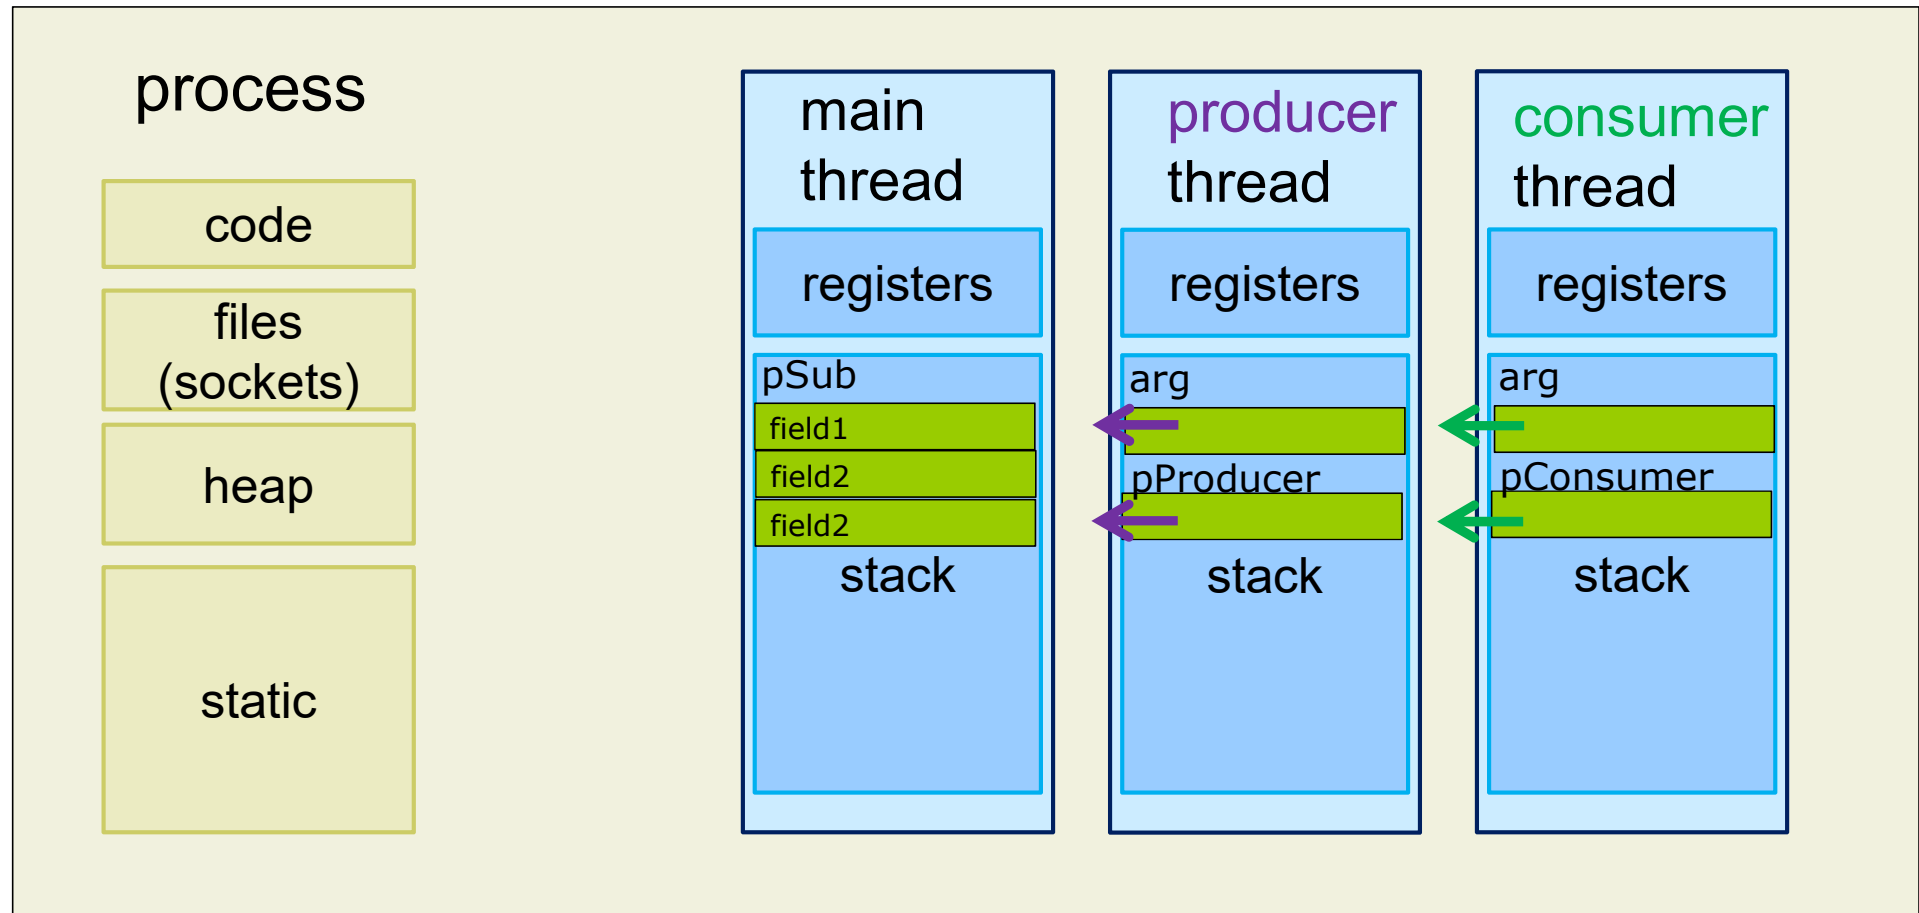 process
code
files
(sockets)
heap
static
main
thread
registers
pSub
field1
field2
field2
stack
producer
thread
registers
arg
pProducer
stack
consumer
thread
registers
arg
pConsumer
stack